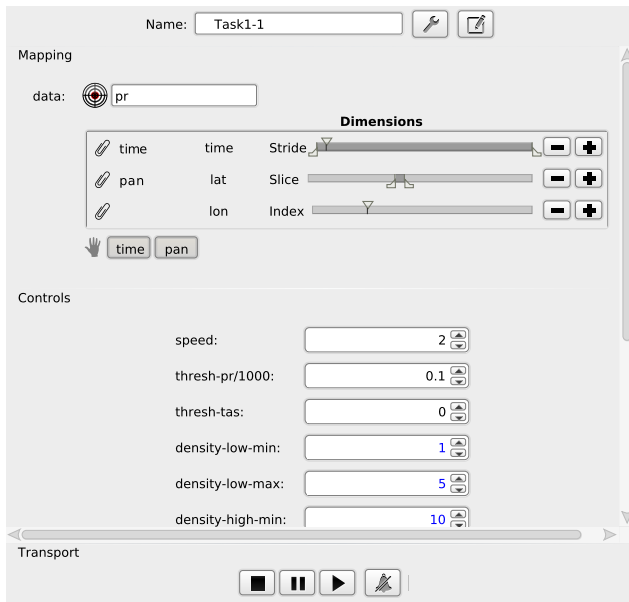 Name: Task1-1
Mapping
data: pr
Dimensions
time time Stride
pan lat Slice
lon Index
time pan
Controls
speed: 2
thresh-pr/1000: 0.1
thresh-tas: 0
density-low-min: 1
density-low-max: 5
density-high-min: 10
Transport